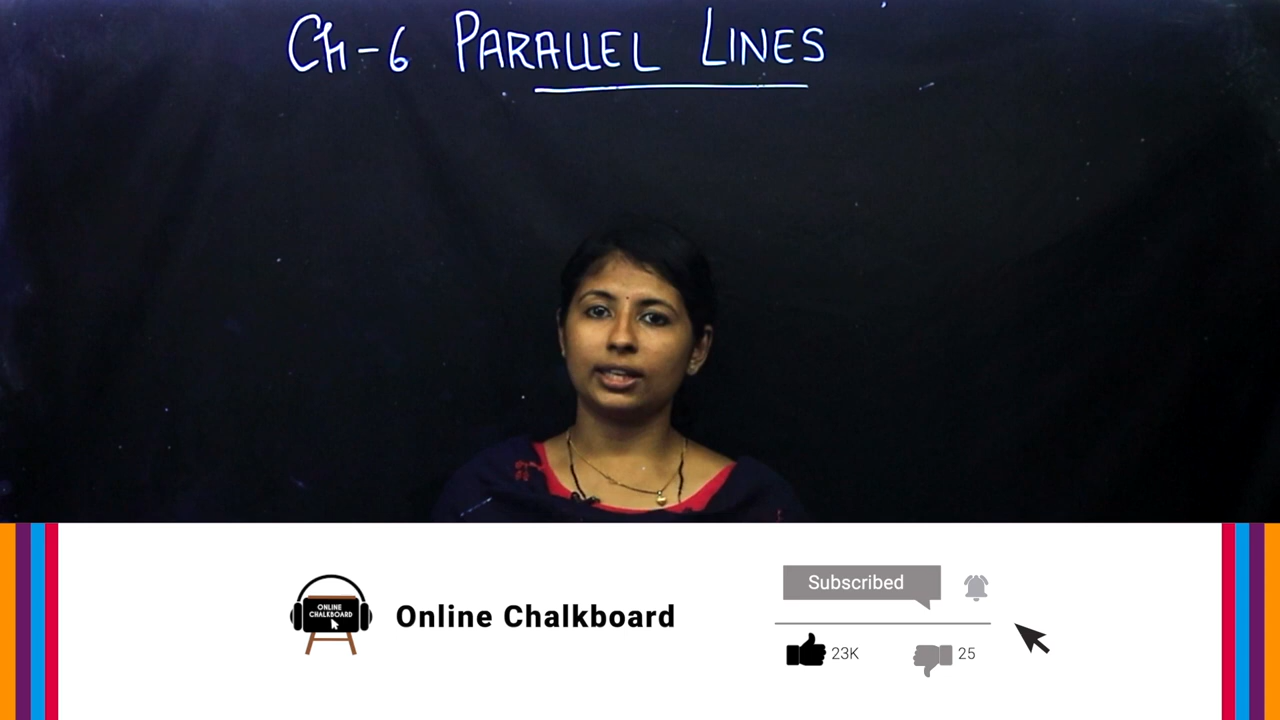 Ch-6 PARALLEL LINES
ONLINE
CHALKBOARD
Online Chalkboard
Subscribed
23K
25